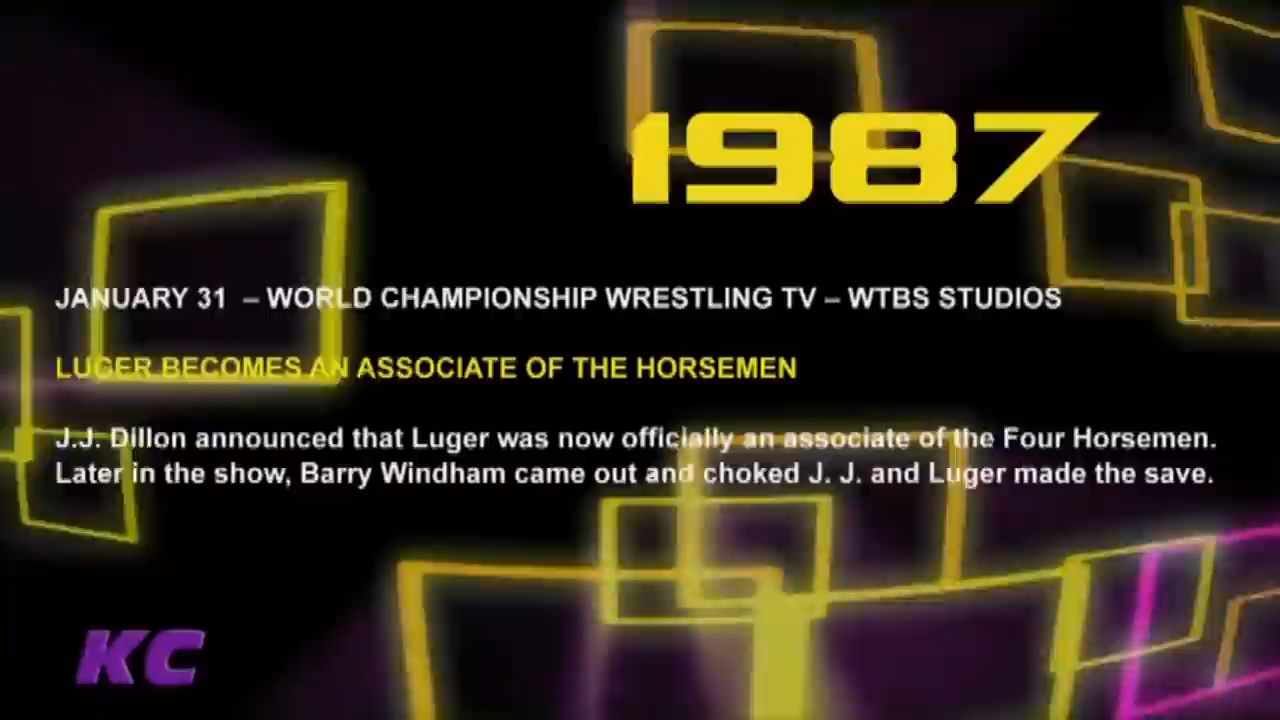 1987
JANUARY 31 – WORLD CHAMPIONSHIP WRESTLING TV – WTBS STUDIOS
LUGER BECOMES AN ASSOCIATE OF THE HORSEMEN
J.J. Dillon announced that Luger was now officially an associate of the Four Horsemen.
Later in the show, Barry Windham came out and choked J. J. and Luger made the save.
KC